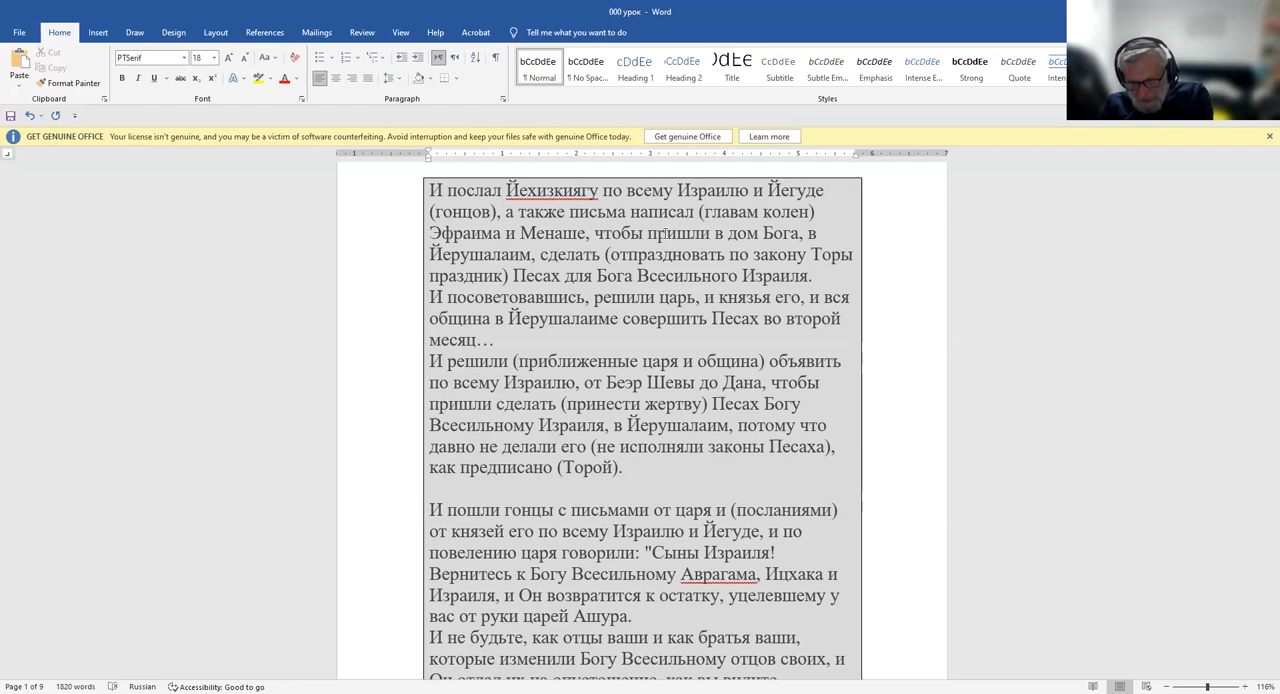 000 урок - Word
File Home Insert Draw Design Layout References Mailings Review View Help Acrobat Tell me what you want to do
Paste Cut Copy Format Painter
PTSerif 18
Clipboard Font Paragraph Styles
AaBbCcDdEe
¶ Normal ¶ No Spac... Heading 1 Heading 2 Title Subtitle Subtle Em... Emphasis Intense E... Strong Quote
GET GENUINE OFFICE Your license isn't genuine, and you may be a victim of software counterfeiting. Avoid interruption and keep your files safe with genuine Office today. Get genuine Office Learn more
И послал Йехизкиягу по всему Израилю и Йегуде
(гонцов), а также письма написал (главам колен)
Эфраима и Менаше, чтобы пришли в дом Бога, в
Йерушалаим, сделать (отпраздновать по закону Торы
праздник) Песах для Бога Всесильного Израиля.
И посоветовавшись, решили царь, и князья его, и вся
община в Йерушалаиме совершить Песах во второй
месяц…
И решили (приближенные царя и община) объявить
по всему Израилю, от Беэр Шевы до Дана, чтобы
пришли сделать (принести жертву) Песах Богу
Всесильному Израиля, в Йерушалаим, потому что
давно не делали его (не исполняли законы Песаха),
как предписано (Торой).
И пошли гонцы с письмами от царя и (посланиями)
от князей его по всему Израилю и Йегуде, и по
повелению царя говорили: "Сыны Израиля!
Вернитесь к Богу Всесильному Аврагама, Ицхака и
Израиля, и Он возвратится к остатку, уцелевшему у
вас от руки царей Ашура.
И не будьте, как отцы ваши и как братья ваши,
которые изменили Богу Всесильному отцов своих, и
Он отдал их на опустошение, как вы видите
Page 1 of 9 1820 words Russian Accessibility: Good to go 116%